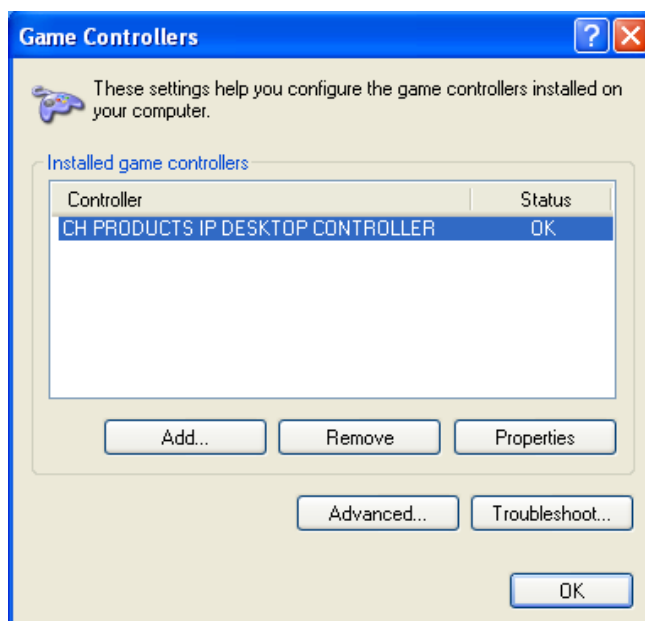 Game Controllers
?
These settings help you configure the game controllers installed on
your computer.
Installed game controllers
Controller Status
CH PRODUCTS IP DESKTOP CONTROLLER OK
Add... Remove Properties
Advanced... Troubleshoot...
OK